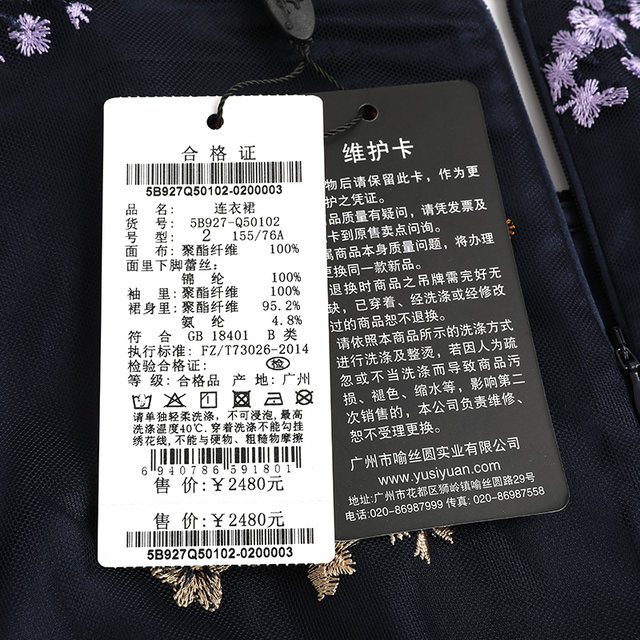 合格证
5B927Q50102-0200003
品名: 连衣裙
货号: 5B927-Q50102
号型: 2 155/76A
面布: 聚酯纤维 100%
面里下脚蕾丝:
锦纶 100%
袖里: 聚酯纤维 100%
裙身里: 聚酯纤维 95.2%
氨纶 4.8%
符合 GB 18401 B类
执行标准: FZ/T73026-2014
检验合格证: 检
等级: 合格品 产地: 广州
请单独轻柔洗涤, 不可浸泡, 最高
洗涤温度40℃. 穿着洗涤不能勾挂
绣花线, 不能与硬物、粗糙物摩擦
6 940786 591801
售价: ¥2480元
售价: ¥2480元
5B927Q50102-0200003
维护卡
物后请保留此卡，作为更
护之凭证。
品质量有疑问，请凭发票及
卡到原售卖点问询。
属商品本身质量问题，将办理
更换同一款新品。
退换时商品之吊牌需完好无
缺，已穿着、经洗涤或经修改
过的商品恕不退换。
请依照本商品所示的洗涤方式
进行洗涤及整烫，若因人为疏
忽或不当洗涤而导致商品污
损、褪色、缩水等，影响第二
次销售的，本公司负责维修、
恕不受理更换。
广州市喻丝圆实业有限公司
www.yusiyuan.com
地址:广州市花都区狮岭镇喻丝圆路29号
电话:020-86987999 传真: 020-86987558